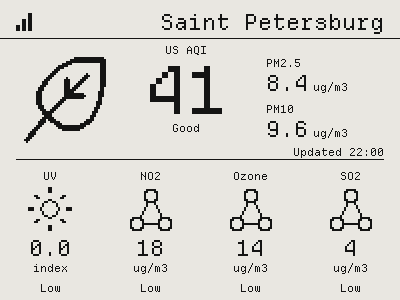 Saint Petersburg
US AQI
41
Good
PM2.5
8.4 ug/m3
PM10
9.6 ug/m3
Updated 22:00
UV NO2 Ozone SO2
0.0 18 14 4
index ug/m3 ug/m3 ug/m3
Low Low Low Low